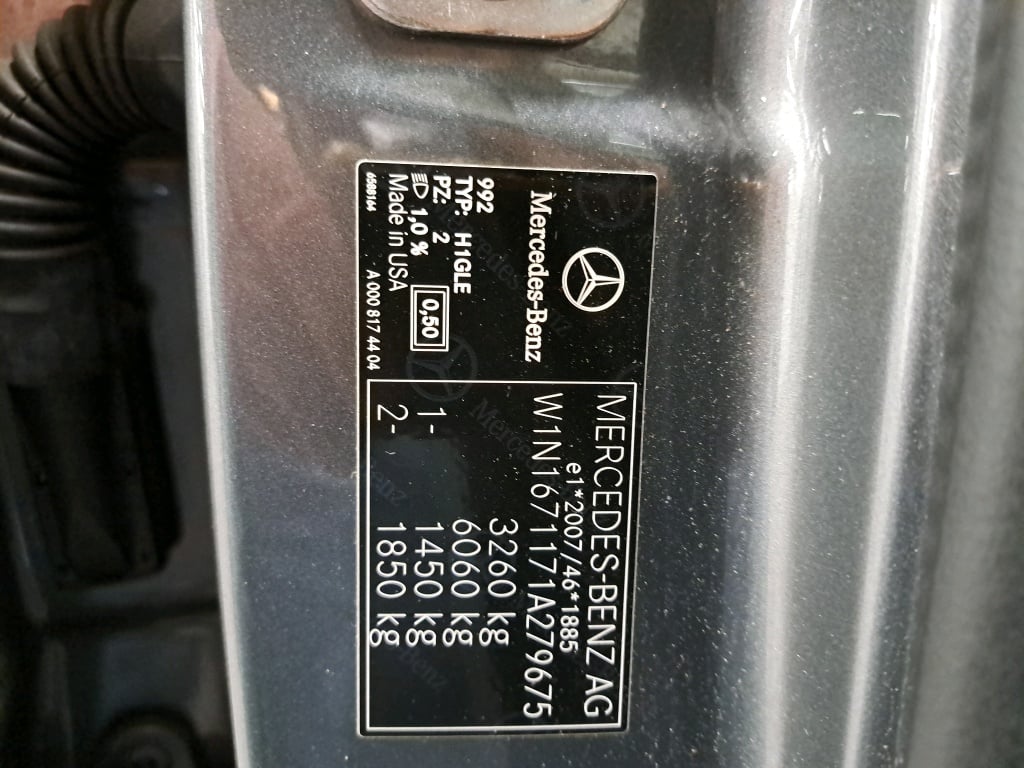 Mercedes-Benz
992
TYP: H1GLE
PZ: 2
1,0 % 0,50
Made in USA
6588164 A 000 817 44 04
MERCEDES-BENZ AG
e1*2007/46*1885
W1N1671171A279675
3260 kg
6060 kg
1- 1450 kg
2- 1850 kg